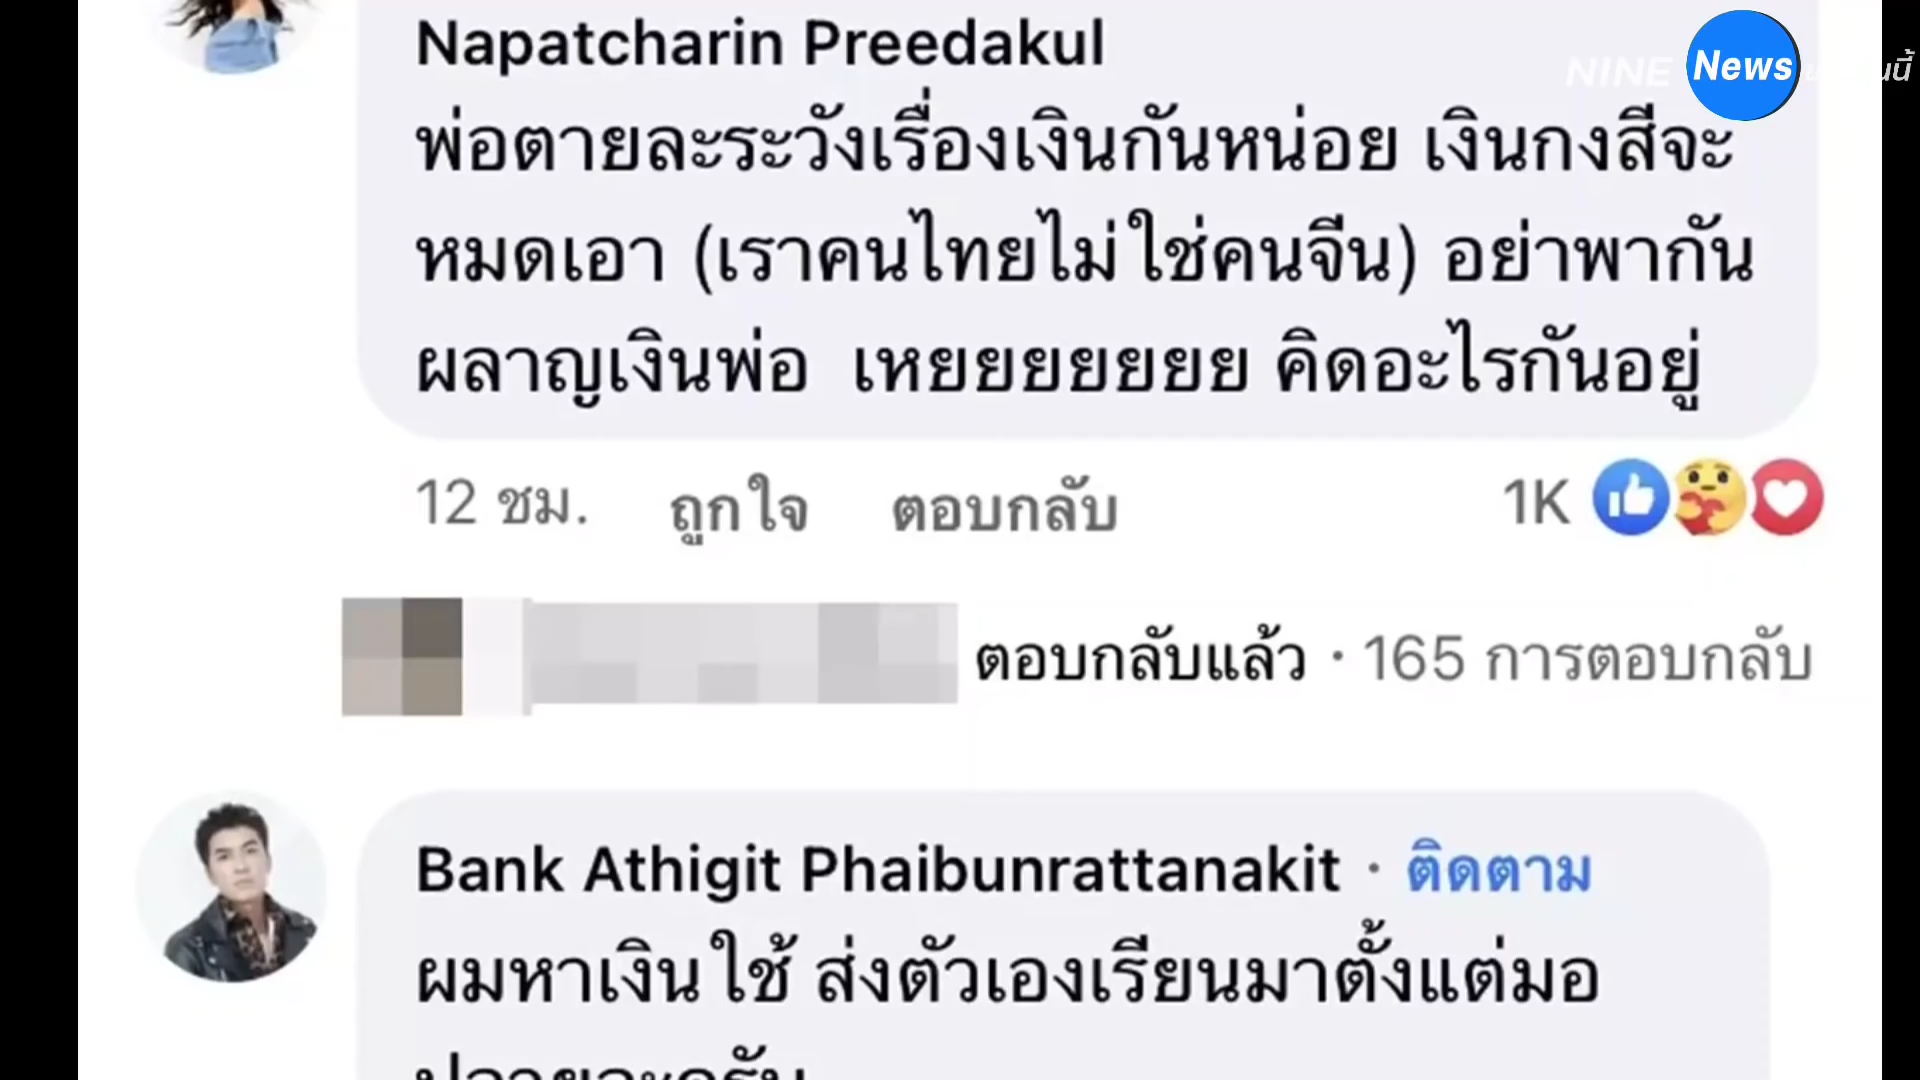 Napatcharin Preedakul
NINE News
พ่อตายละระวังเรื่องเงินกันหน่อย เงินกงสีจะ
หมดเอา (เราคนไทยไม่ใช่คนจีน) อย่าพากัน
ผลาญเงินพ่อ เหยยยยยยย คิดอะไรกันอยู่
12 ชม. ถูกใจ ตอบกลับ 1K
ตอบกลับแล้ว · 165 การตอบกลับ
Bank Athigit Phaibunrattanakit · ติดตาม
ผมหาเงินใช้ ส่งตัวเองเรียนมาตั้งแต่มอ